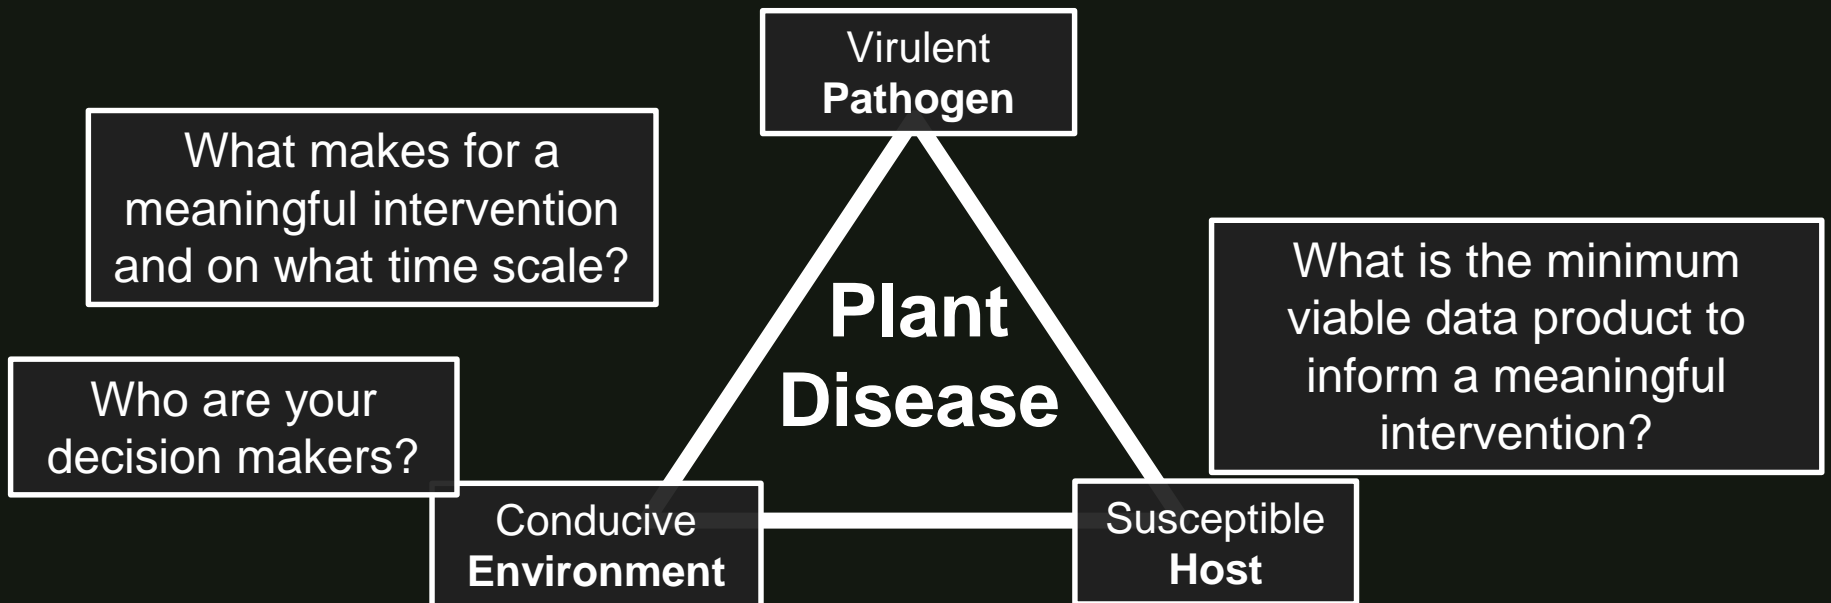 Virulent
Pathogen
What makes for a
meaningful intervention
and on what time scale?
What is the minimum
viable data product to
inform a meaningful
intervention?
Plant
Disease
Who are your
decision makers?
Conducive
Environment
Susceptible
Host